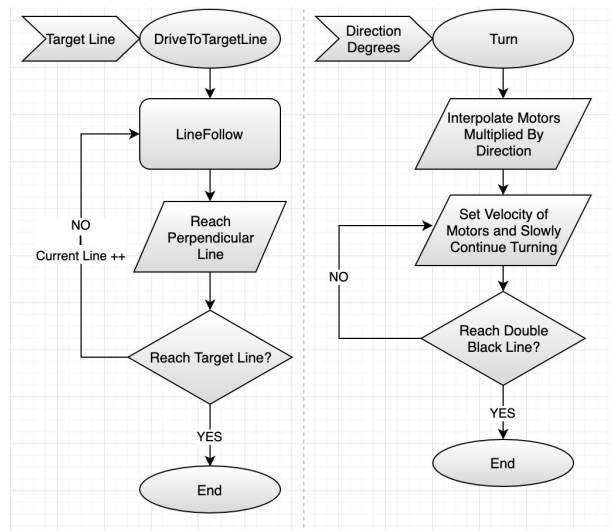 Target Line
DriveToTargetLine
LineFollow
Reach
Perpendicular
Line
NO
I
Current Line ++
Reach Target Line?
YES
End
Direction
Degrees
Turn
Interpolate Motors
Multiplied By
Direction
Set Velocity of
Motors and Slowly
Continue Turning
NO
Reach Double
Black Line?
YES
End